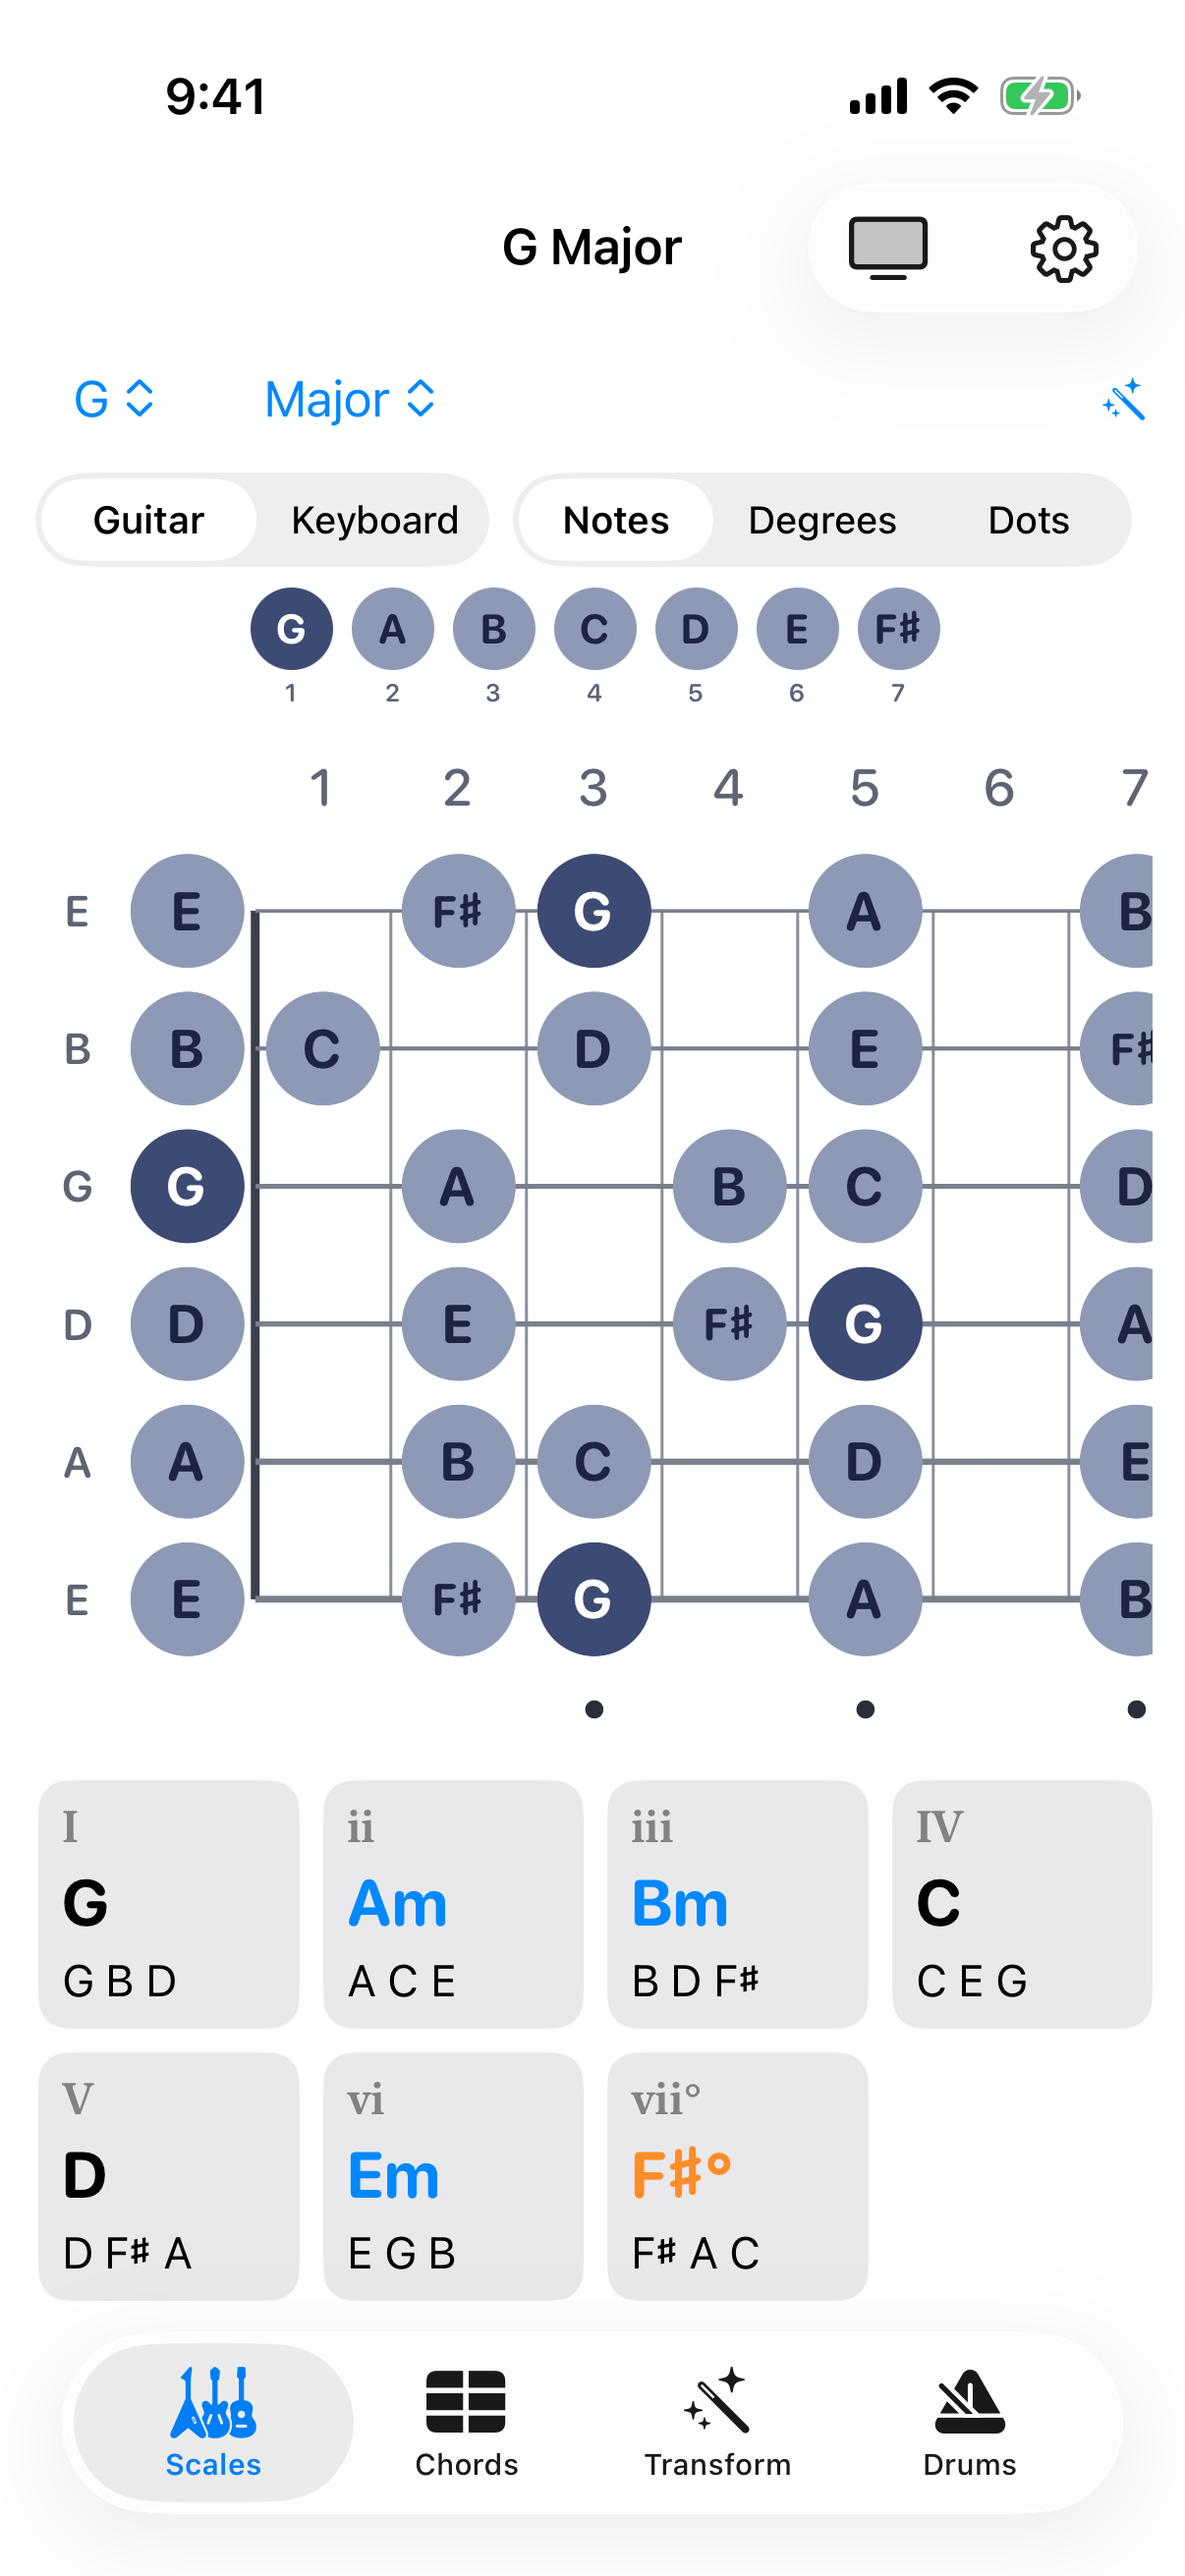 9:41
G Major
G Major
Guitar Keyboard Notes Degrees Dots
G A B C D E F♯
1 2 3 4 5 6 7
1 2 3 4 5 6 7
E E F♯ G A B
B B C D E F♯
G G A B C D
D D E F♯ G A
A A B C D E
E E F♯ G A B
I ii iii IV
G Am Bm C
G B D A C E B D F♯ C E G
V vi vii°
D Em F♯°
D F♯ A E G B F♯ A C
Scales Chords Transform Drums